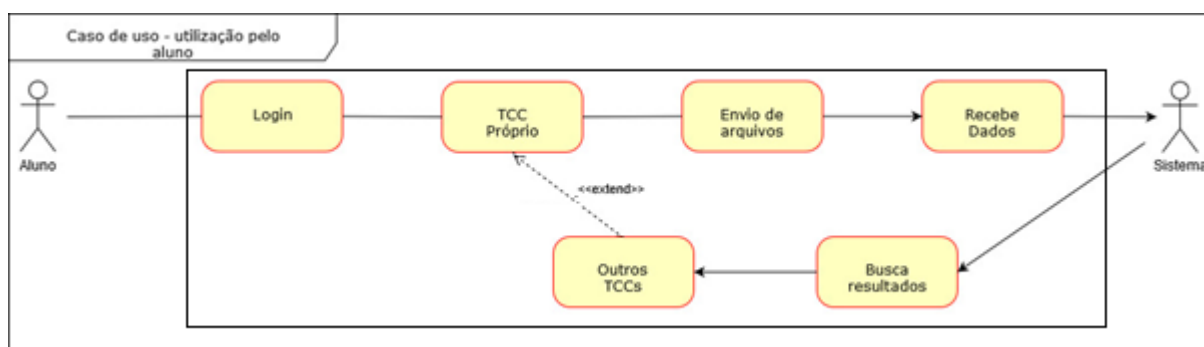 Caso de uso - utilização pelo
aluno
Aluno
Login
TCC
Próprio
Envio de
arquivos
Recebe
Dados
Sistema
<<extend>>
Outros
TCCs
Busca
resultados